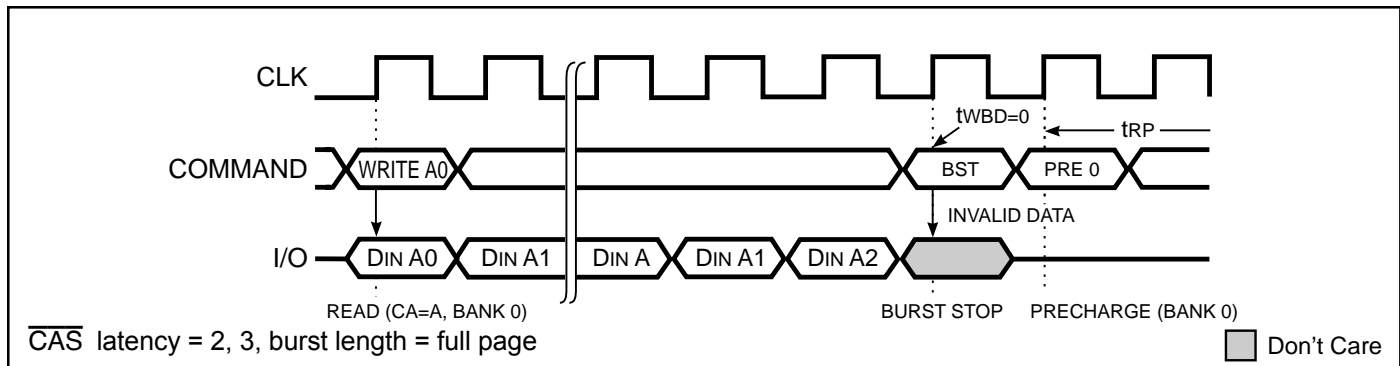 CLK
tWBD=0
tRP
COMMAND WRITE A0 BST PRE 0
INVALID DATA
I/O DIN A0 DIN A1 DIN A DIN A1 DIN A2
READ (CA=A, BANK 0) BURST STOP PRECHARGE (BANK 0)
CAS latency = 2, 3, burst length = full page Don't Care